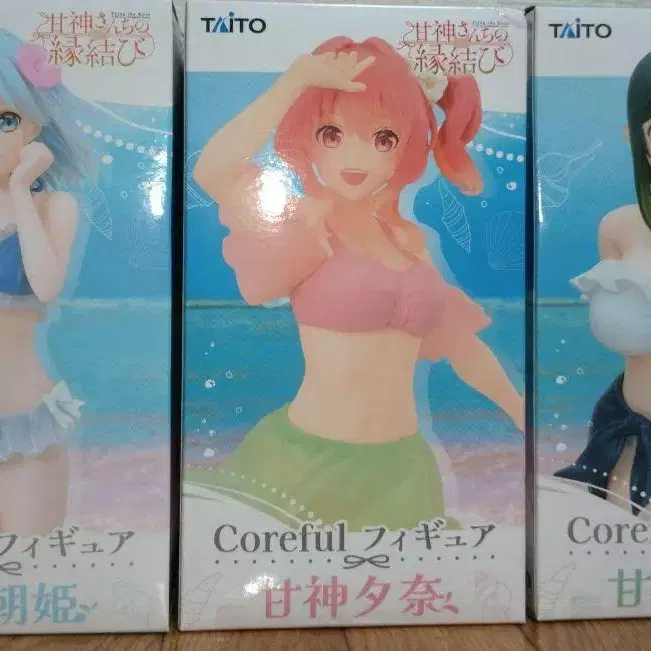 甘神さんちの
縁結び
TAITO
甘神さんちの
縁結び
TAITO
フィギュア
朝姫
Coreful フィギュア
甘神夕奈
Coref
甘